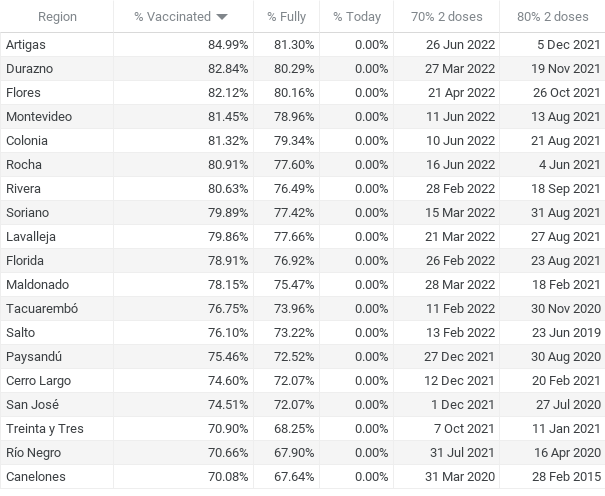 Region % Vaccinated % Fully % Today 70% 2 doses 80% 2 doses
Artigas 84.99% 81.30% 0.00% 26 Jun 2022 5 Dec 2021
Durazno 82.84% 80.29% 0.00% 27 Mar 2022 19 Nov 2021
Flores 82.12% 80.16% 0.00% 21 Apr 2022 26 Oct 2021
Montevideo 81.45% 78.96% 0.00% 11 Jun 2022 13 Aug 2021
Colonia 81.32% 79.34% 0.00% 10 Jun 2022 21 Aug 2021
Rocha 80.91% 77.60% 0.00% 16 Jun 2022 4 Jun 2021
Rivera 80.63% 76.49% 0.00% 28 Feb 2022 18 Sep 2021
Soriano 79.89% 77.42% 0.00% 15 Mar 2022 31 Aug 2021
Lavalleja 79.86% 77.66% 0.00% 21 Mar 2022 27 Aug 2021
Florida 78.91% 76.92% 0.00% 26 Feb 2022 23 Aug 2021
Maldonado 78.15% 75.47% 0.00% 28 Mar 2022 18 Feb 2021
Tacuarembó 76.75% 73.96% 0.00% 11 Feb 2022 30 Nov 2020
Salto 76.10% 73.22% 0.00% 13 Feb 2022 23 Jun 2019
Paysandú 75.46% 72.52% 0.00% 27 Dec 2021 30 Aug 2020
Cerro Largo 74.60% 72.07% 0.00% 12 Dec 2021 20 Feb 2021
San José 74.51% 72.07% 0.00% 1 Dec 2021 27 Jul 2020
Treinta y Tres 70.90% 68.25% 0.00% 7 Oct 2021 11 Jan 2021
Río Negro 70.66% 67.90% 0.00% 31 Jul 2021 16 Apr 2020
Canelones 70.08% 67.64% 0.00% 31 Mar 2020 28 Feb 2015